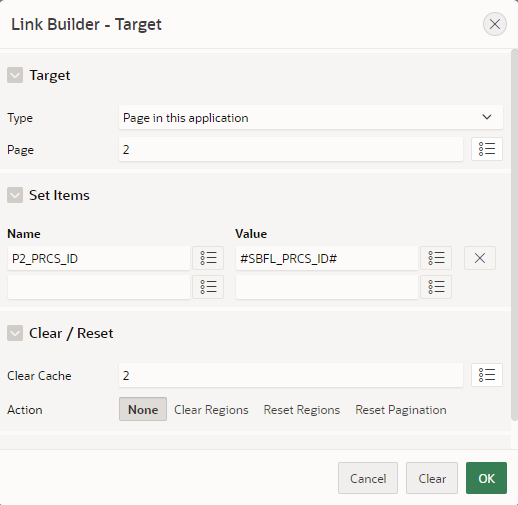 Link Builder - Target
Target
Type Page in this application
Page 2
Set Items
Name Value
P2_PRCS_ID #SBFL_PRCS_ID#
Clear / Reset
Clear Cache 2
Action None Clear Regions Reset Regions Reset Pagination
Cancel Clear OK